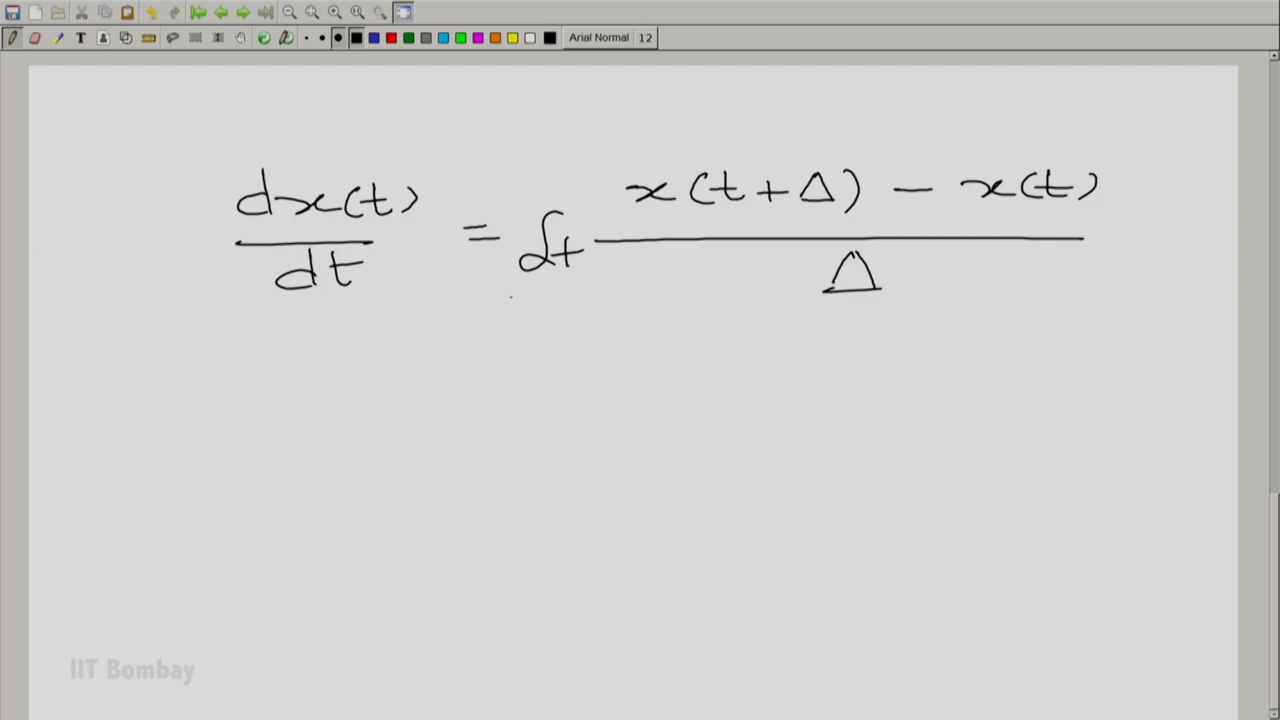 Arial Normal 12
dx(t)/dt = Lt (x(t + Δ) − x(t))/Δ
IIT Bombay